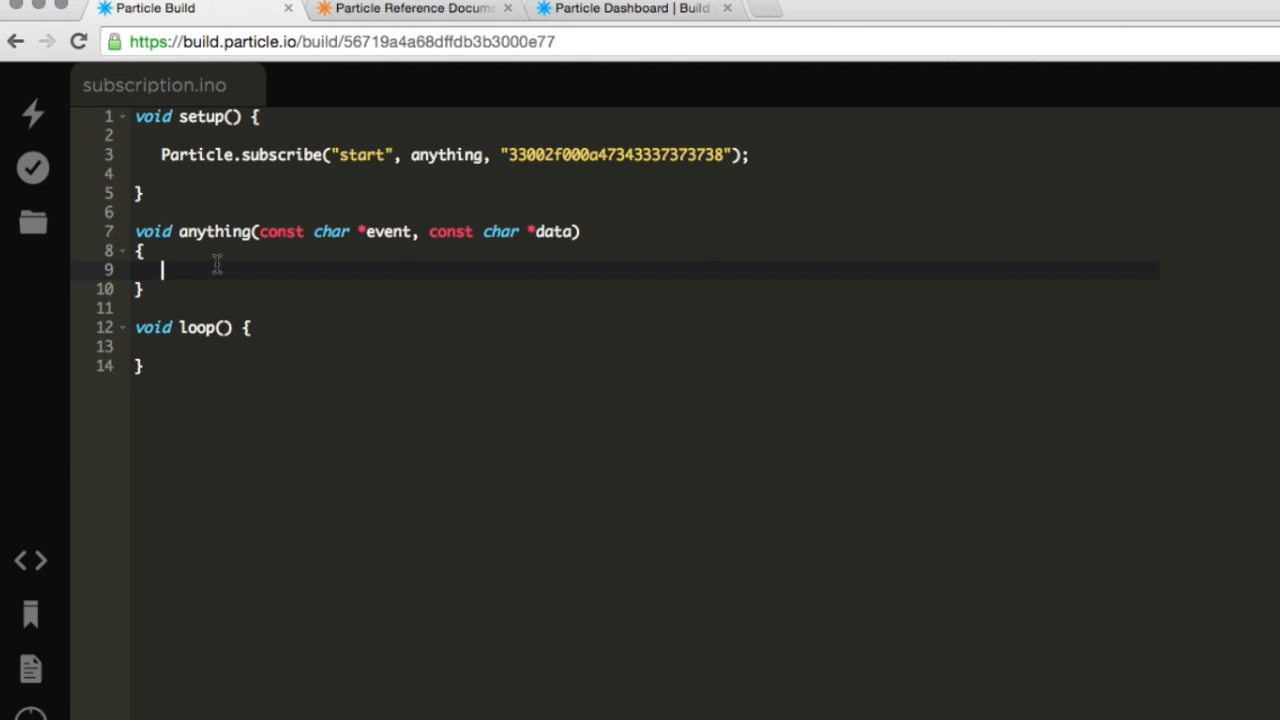 Particle Build
Particle Reference Docume
Particle Dashboard | Build
https://build.particle.io/build/56719a4a68dffdb3b3000e77
subscription.ino
1 void setup() {
2
3 Particle.subscribe("start", anything, "33002f000a47343337373738");
4
5 }
6
7 void anything(const char *event, const char *data)
8 {
9
10 }
11
12 void loop() {
13
14 }